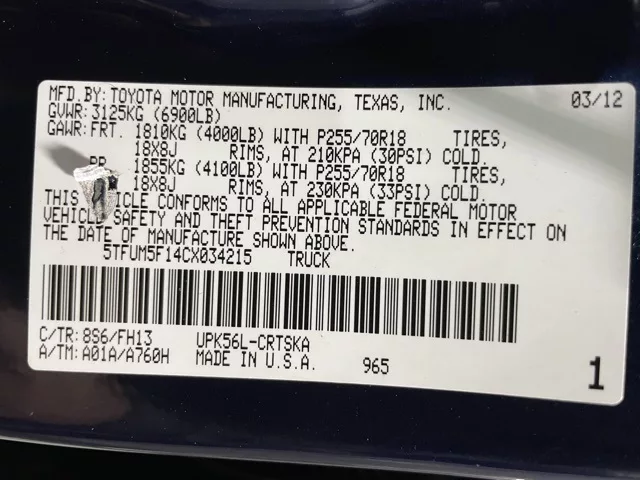 MFD.BY:TOYOTA MOTOR MANUFACTURING, TEXAS, INC. 03/12
GVWR:3125KG (6900LB)
GAWR:FRT. 1810KG (4000LB) WITH P255/70R18 TIRES,
18X8J RIMS, AT 210KPA (30PSI) COLD.
1855KG (4100LB) WITH P255/70R18 TIRES,
18X8J RIMS, AT 230KPA (33PSI) COLD.
THIS CONFORMS TO ALL APPLICABLE FEDERAL MOTOR
VEHICLE SAFETY AND THEFT PREVENTION STANDARDS IN EFFECT ON
THE DATE OF MANUFACTURE SHOWN ABOVE.
5TFUM5F14CX034215 TRUCK
C/TR:8S6/FH13 UPK56L-CRTSKA
A/TM:A01A/A760H MADE IN U.S.A. 965 1